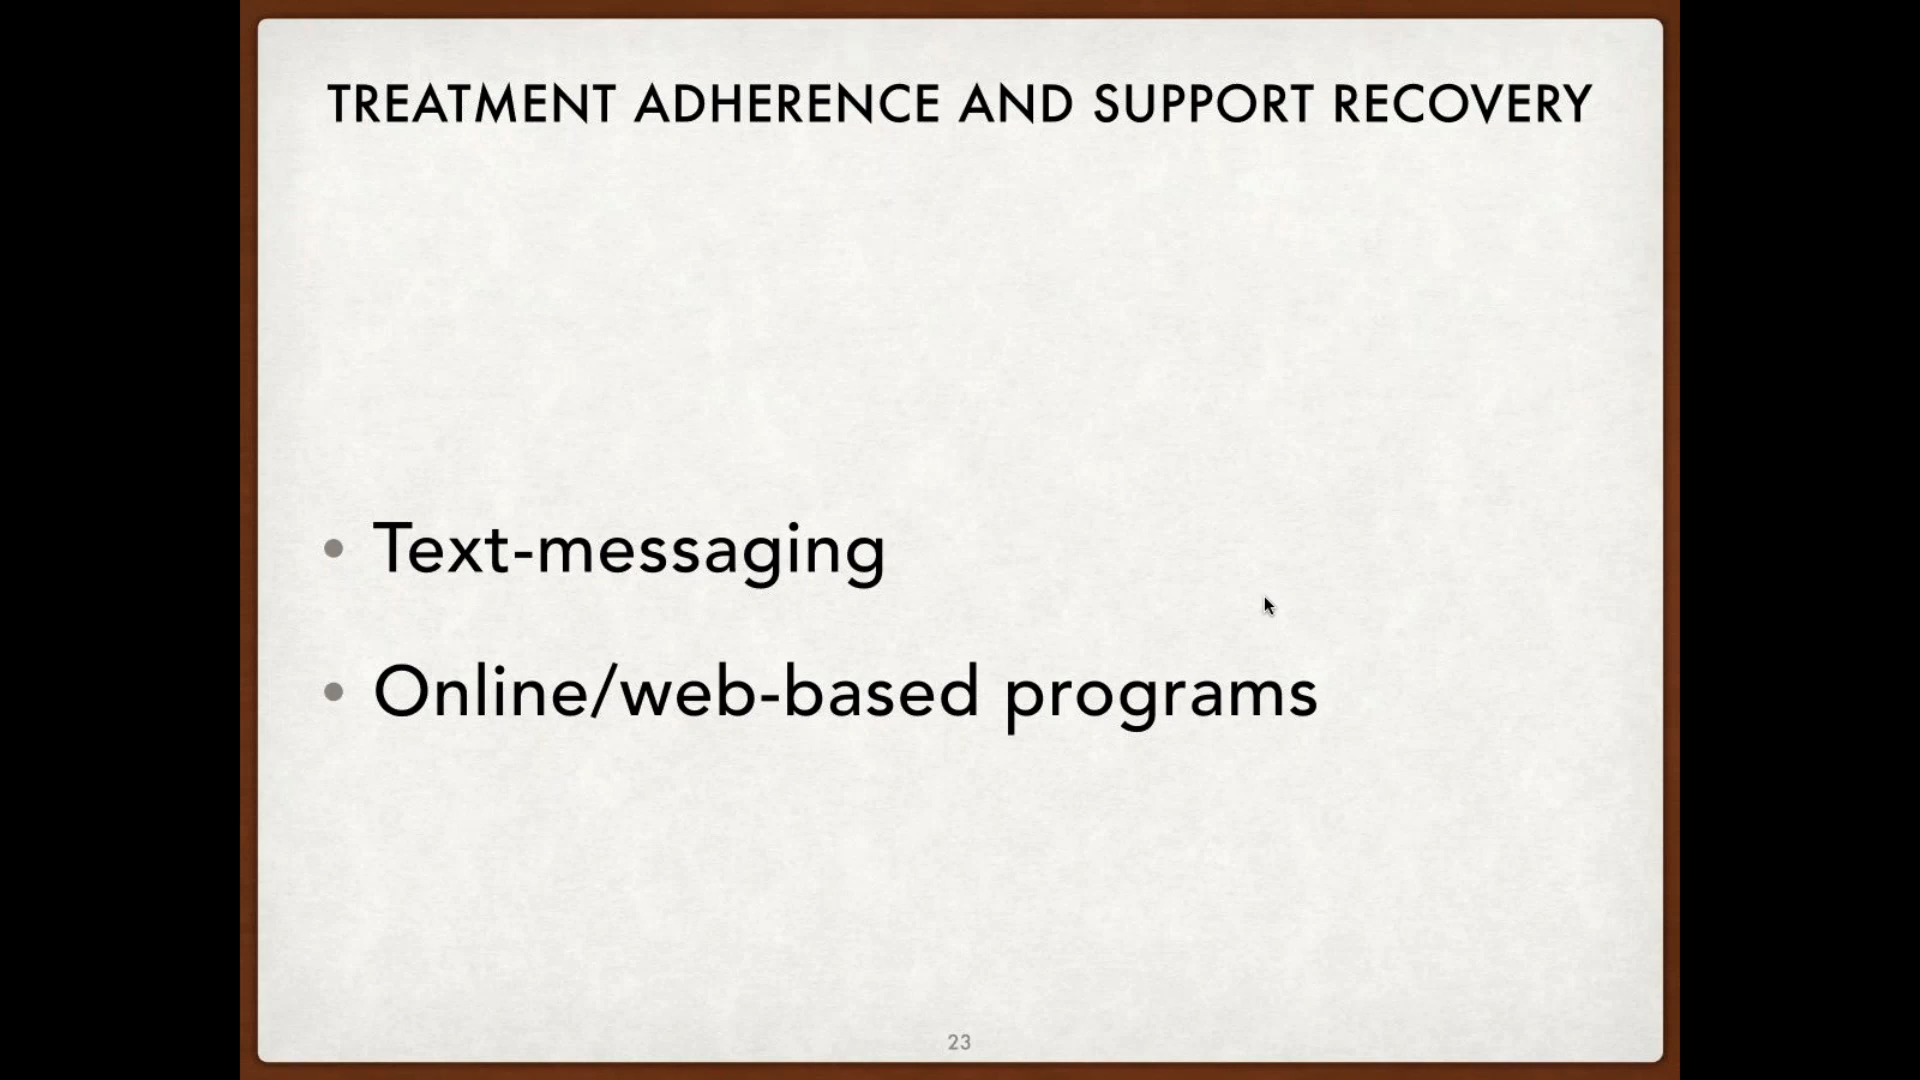 TREATMENT ADHERENCE AND SUPPORT RECOVERY
• Text-messaging
• Online/web-based programs
23